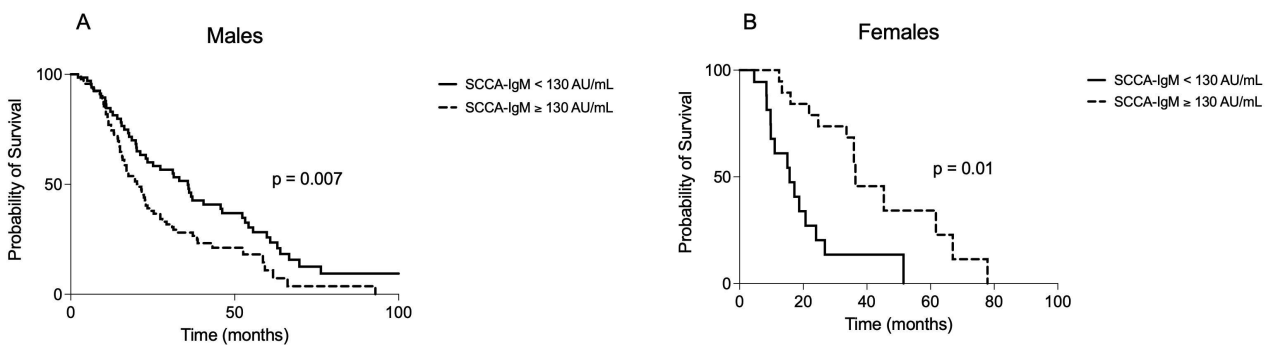 A
Males
100
50
0
0
50
100
Probability of Survival
Time (months)
p = 0.007
SCCA-IgM < 130 AU/mL
SCCA-IgM ≥ 130 AU/mL
B
Females
100
50
0
0
20
40
60
80
100
Probability of Survival
Time (months)
p = 0.01
SCCA-IgM < 130 AU/mL
SCCA-IgM ≥ 130 AU/mL